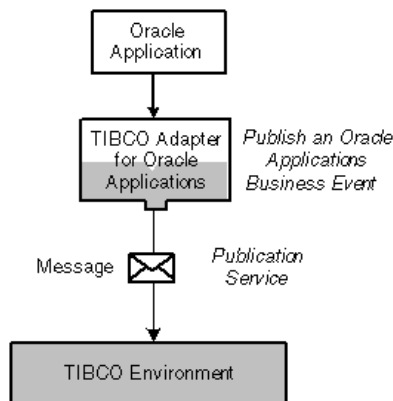 Oracle
Application
TIBCO Adapter
for Oracle
Applications
Publish an Oracle
Applications
Business Event
Message
Publication
Service
TIBCO Environment